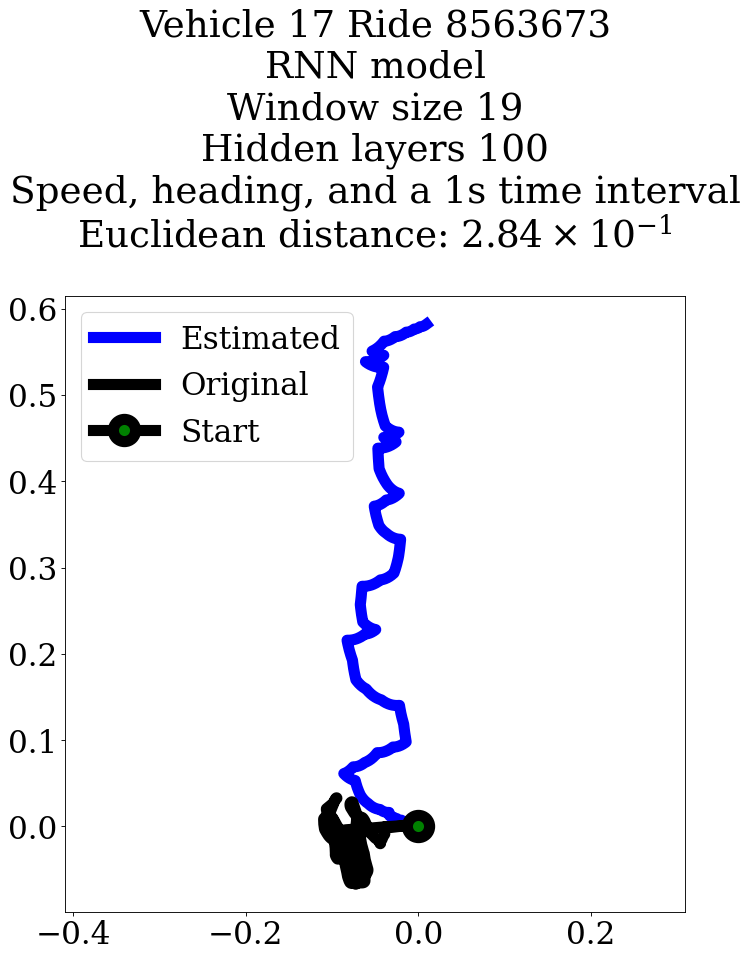 Vehicle 17 Ride 8563673
RNN model
Window size 19
Hidden layers 100
Speed, heading, and a 1s time interval
Euclidean distance: 2.84 × 10⁻¹
Estimated
Original
Start
0.6
0.5
0.4
0.3
0.2
0.1
0.0
−0.4 −0.2 0.0 0.2